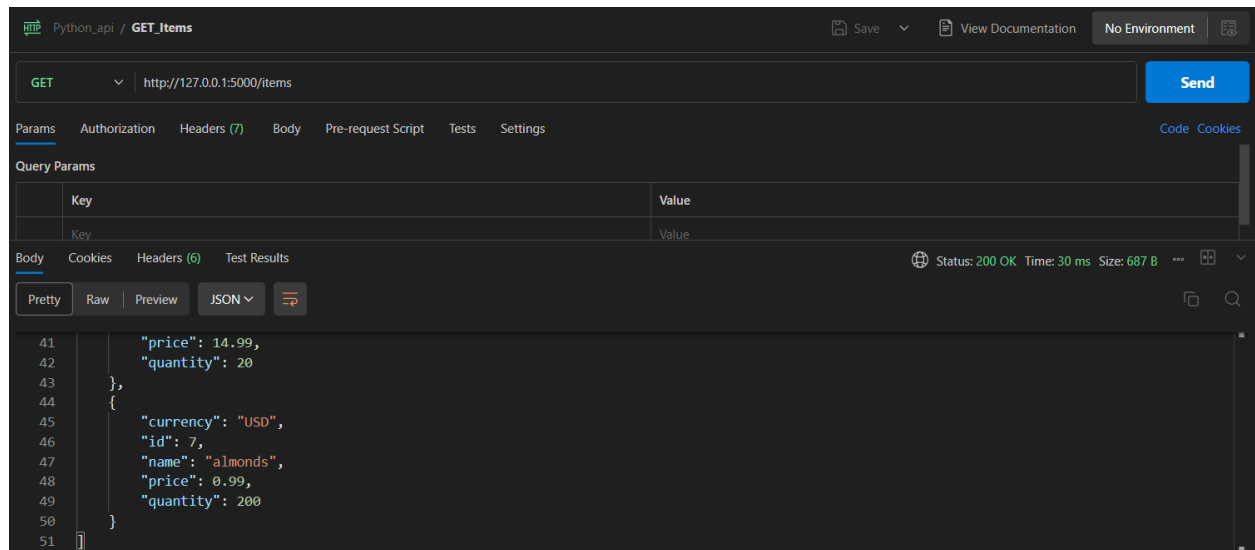 HTTP Python_api / GET_Items Save View Documentation No Environment
GET http://127.0.0.1:5000/items Send
Params Authorization Headers (7) Body Pre-request Script Tests Settings Code Cookies
Query Params
Key Value
Key Value
Body Cookies Headers (6) Test Results Status: 200 OK Time: 30 ms Size: 687 B
Pretty Raw Preview JSON
41 "price": 14.99,
42 "quantity": 20
43 },
44 {
45 "currency": "USD",
46 "id": 7,
47 "name": "almonds",
48 "price": 0.99,
49 "quantity": 200
50 }
51 ]